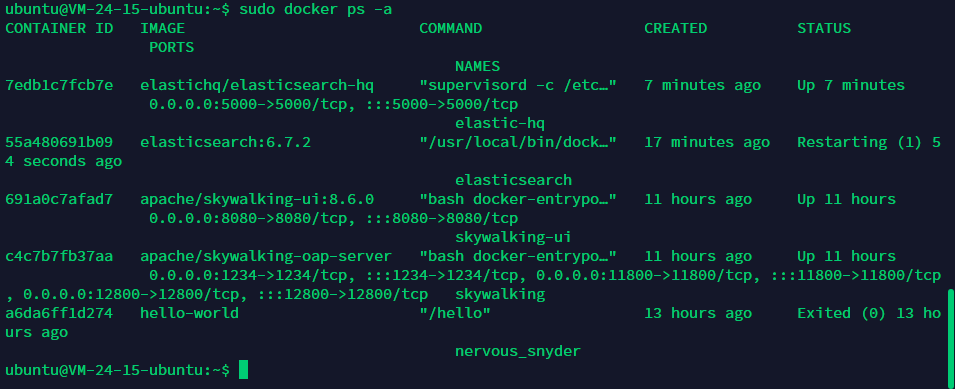 ubuntu@VM-24-15-ubuntu:~$ sudo docker ps -a
CONTAINER ID   IMAGE                           COMMAND                  CREATED          STATUS
                PORTS
                                                     NAMES
7edb1c7fcb7e   elastichq/elasticsearch-hq      "supervisord -c /etc…"   7 minutes ago    Up 7 minutes
                0.0.0.0:5000->5000/tcp, :::5000->5000/tcp
                                                     elastic-hq
55a480691b09   elasticsearch:6.7.2             "/usr/local/bin/dock…"   17 minutes ago   Restarting (1) 5
4 seconds ago
                                                     elasticsearch
691a0c7afad7   apache/skywalking-ui:8.6.0      "bash docker-entrypo…"   11 hours ago     Up 11 hours
                0.0.0.0:8080->8080/tcp, :::8080->8080/tcp
                                                     skywalking-ui
c4c7b7fb37aa   apache/skywalking-oap-server    "bash docker-entrypo…"   11 hours ago     Up 11 hours
                0.0.0.0:1234->1234/tcp, :::1234->1234/tcp, 0.0.0.0:11800->11800/tcp, :::11800->11800/tcp
, 0.0.0.0:12800->12800/tcp, :::12800->12800/tcp   skywalking
a6da6ff1d274   hello-world                     "/hello"                 13 hours ago     Exited (0) 13 ho
urs ago
                                                     nervous_snyder
ubuntu@VM-24-15-ubuntu:~$